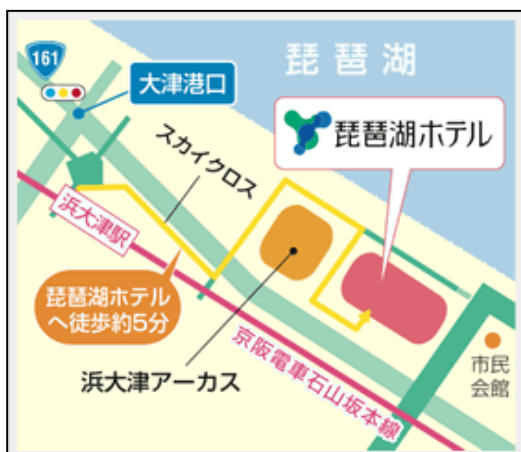 161
琵琶湖
大津港口
琵琶湖ホテル
スカイクロス
浜大津駅
琵琶湖ホテル
へ徒歩約5分
浜大津アーカス
京阪電車石山坂本線
市民
会館